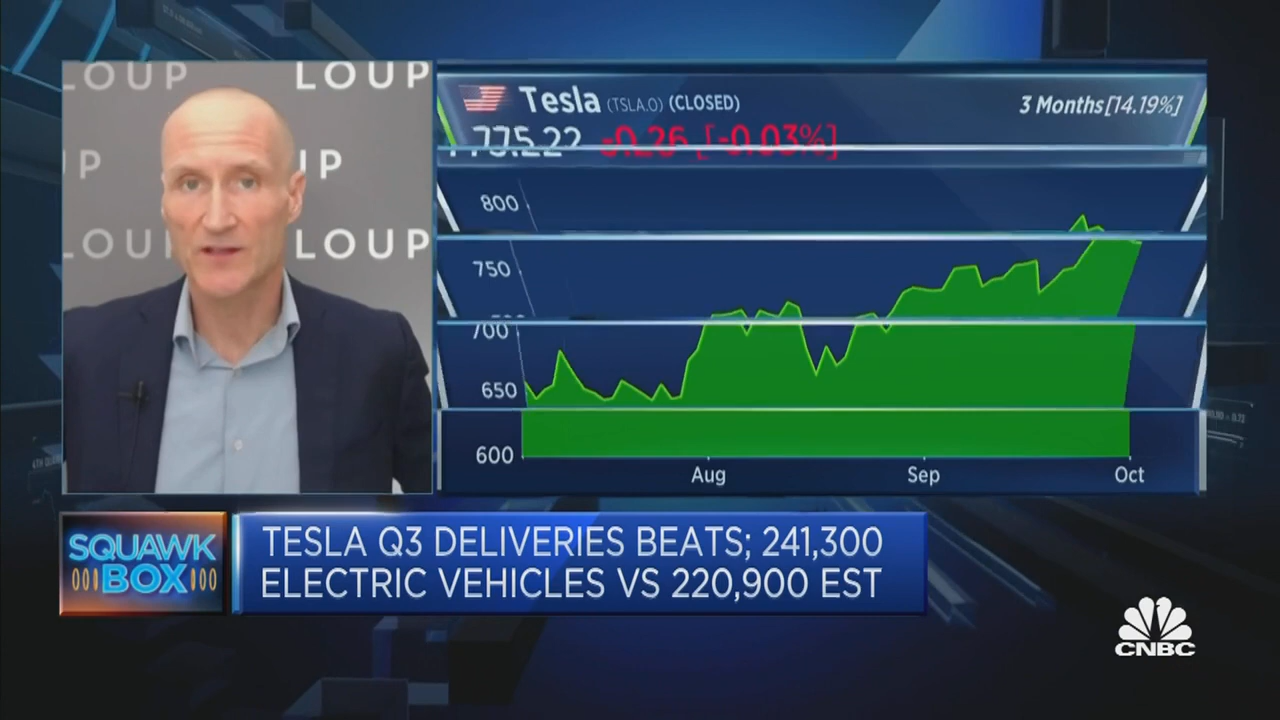 LOUP LOUP
UP UP
LOUP LOUP
Tesla (TSLA.O) (CLOSED) 3 Months[14.19%]
775.22 -0.26 [-0.03%]
800
750
700
650
600
Aug Sep Oct
SQUAWK
BOX
TESLA Q3 DELIVERIES BEATS; 241,300
ELECTRIC VEHICLES VS 220,900 EST
CNBC